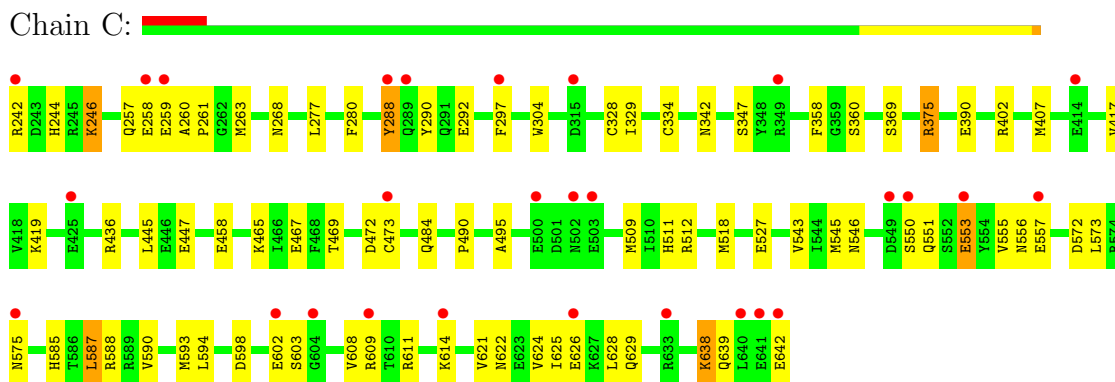 Chain C:
R242 D243 H244 R245 K246 Q257 E258 E259 A260 P261 G262 M263 N268 L277 F280 Y288 Q289 Y290 Q291 E292 F297 W304 D315 C328 I329 C334 N342 S347 Y348 R349 F358 G359 S360 S369 R375 E390 R402 M407 E414
V418 K419 E425 R436 L445 E446 E447 E458 K465 I466 E467 F468 T469 D472 C473 Q484 P490 A495 E500 D501 N502 E503 M509 I510 H511 R512 M518 E527 V543 I544 M545 N546 D549 S550 Q551 S552 E553 Y554 V555 N556 E557 D572 L573
N575 H585 T586 L587 R588 R589 V590 M593 L594 D598 E602 S603 G604 V608 R609 T610 R611 K614 V621 N622 E623 V624 I625 E626 K627 L628 Q629 R633 K638 Q639 L640 E641 E642